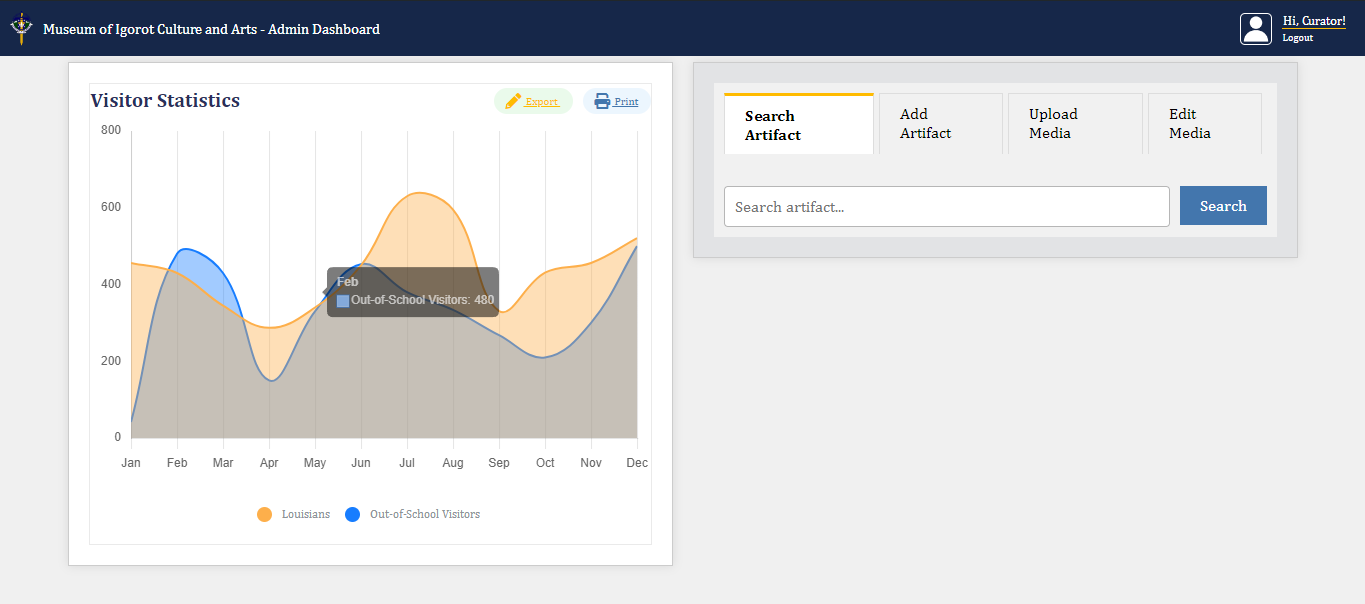 Museum of Igorot Culture and Arts - Admin Dashboard
Hi, Curator!
Logout
Visitor Statistics
Export
Print
800
600
400
200
0
Feb
Out-of-School Visitors: 480
Jan Feb Mar Apr May Jun Jul Aug Sep Oct Nov Dec
Louisians
Out-of-School Visitors
Search
Artifact
Add
Artifact
Upload
Media
Edit
Media
Search artifact...
Search